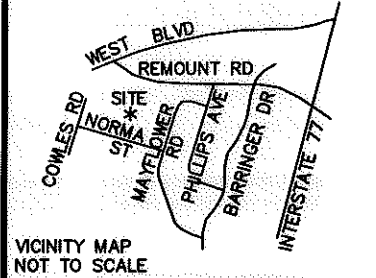 WEST BLVD
REMOUNT RD
SITE
*
NORMA ST
COWLES RD
MAYFLOWER RD
PHILLIPS AVE
BARRINGER DR
INTERSTATE 77
VICINITY MAP
NOT TO SCALE